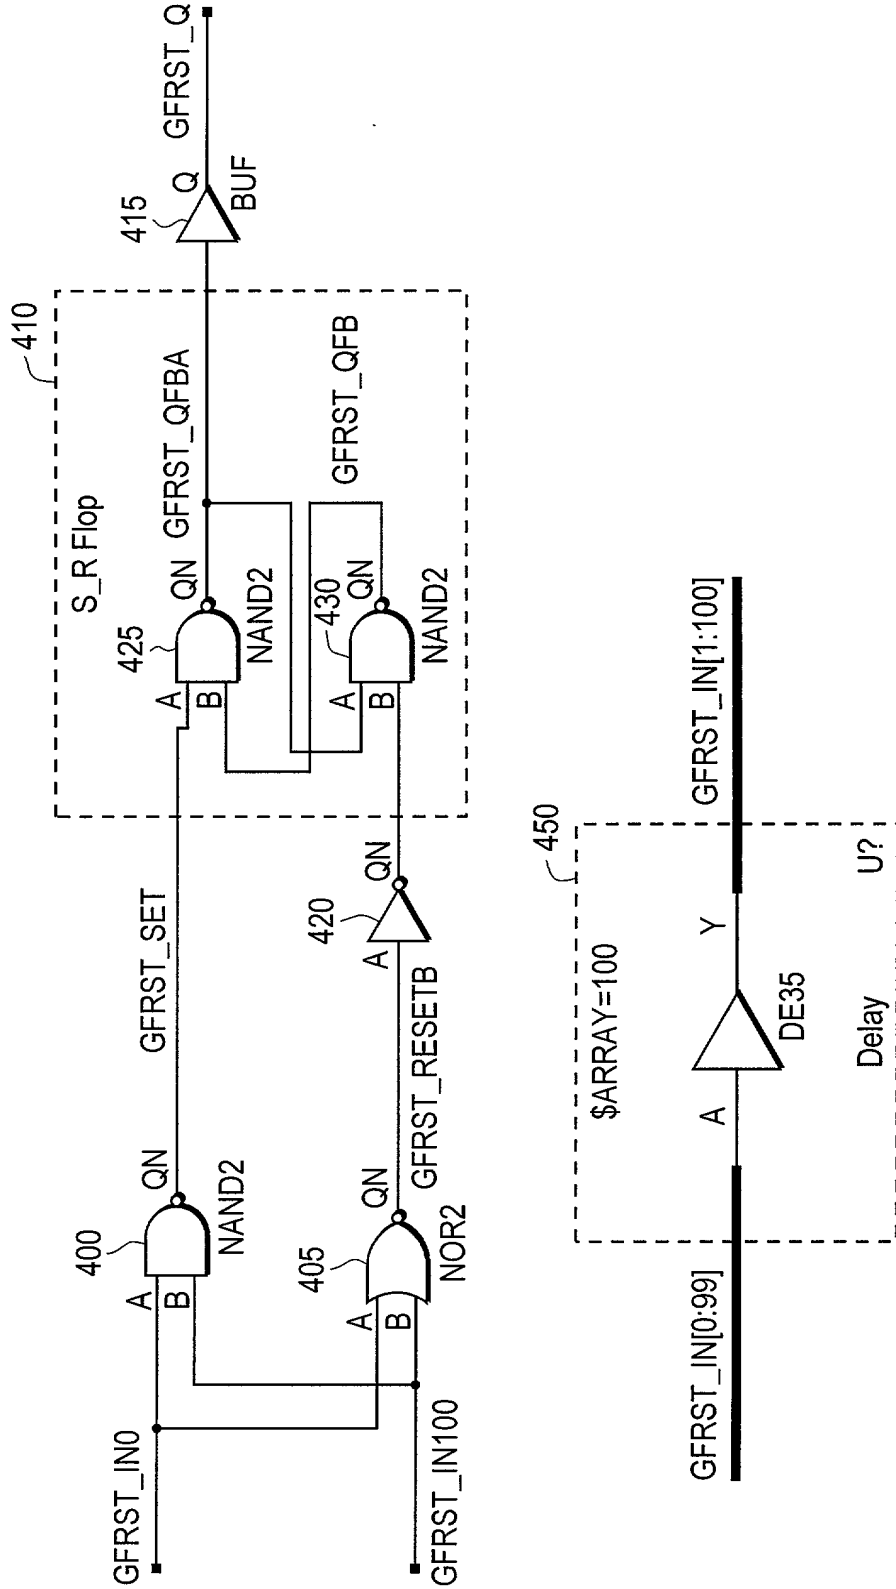 410
S_R Flop
GFRST_IN0
A
B
400
QN
NAND2
GFRST_SET
A
B
425
QN
NAND2
GFRST_QFBA
415
Q
BUF
GFRST_Q
GFRST_IN100
A
B
405
QN
NOR2
GFRST_RESETB
A
420
QN
A
B
430
QN
NAND2
GFRST_QFB
450
$ARRAY=100
GFRST_IN[0:99]
A
Y
DE35
GFRST_IN[1:100]
Delay
U?